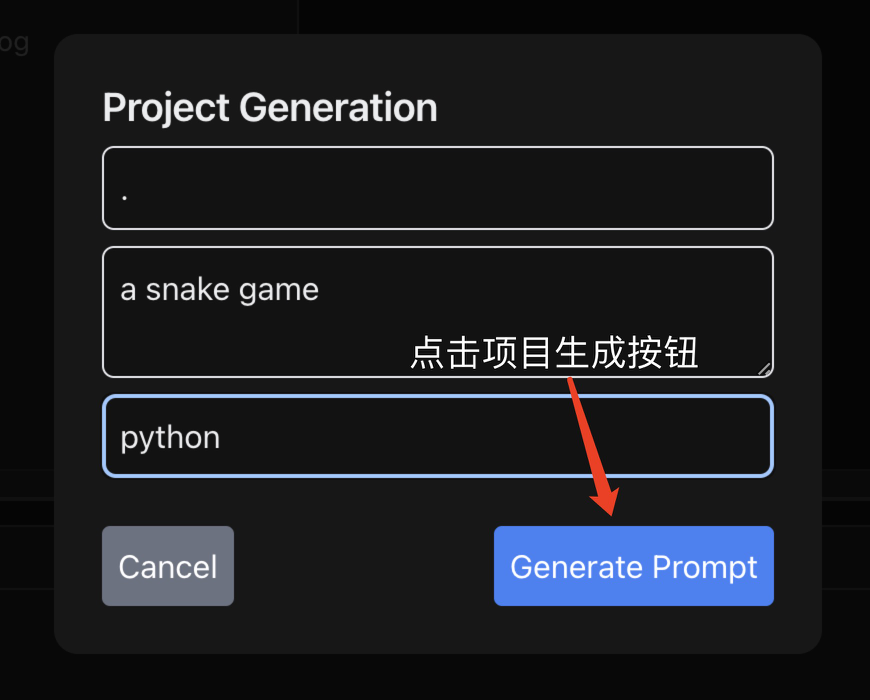 og
Project Generation
.
a snake game
点击项目生成按钮
python
Cancel
Generate Prompt